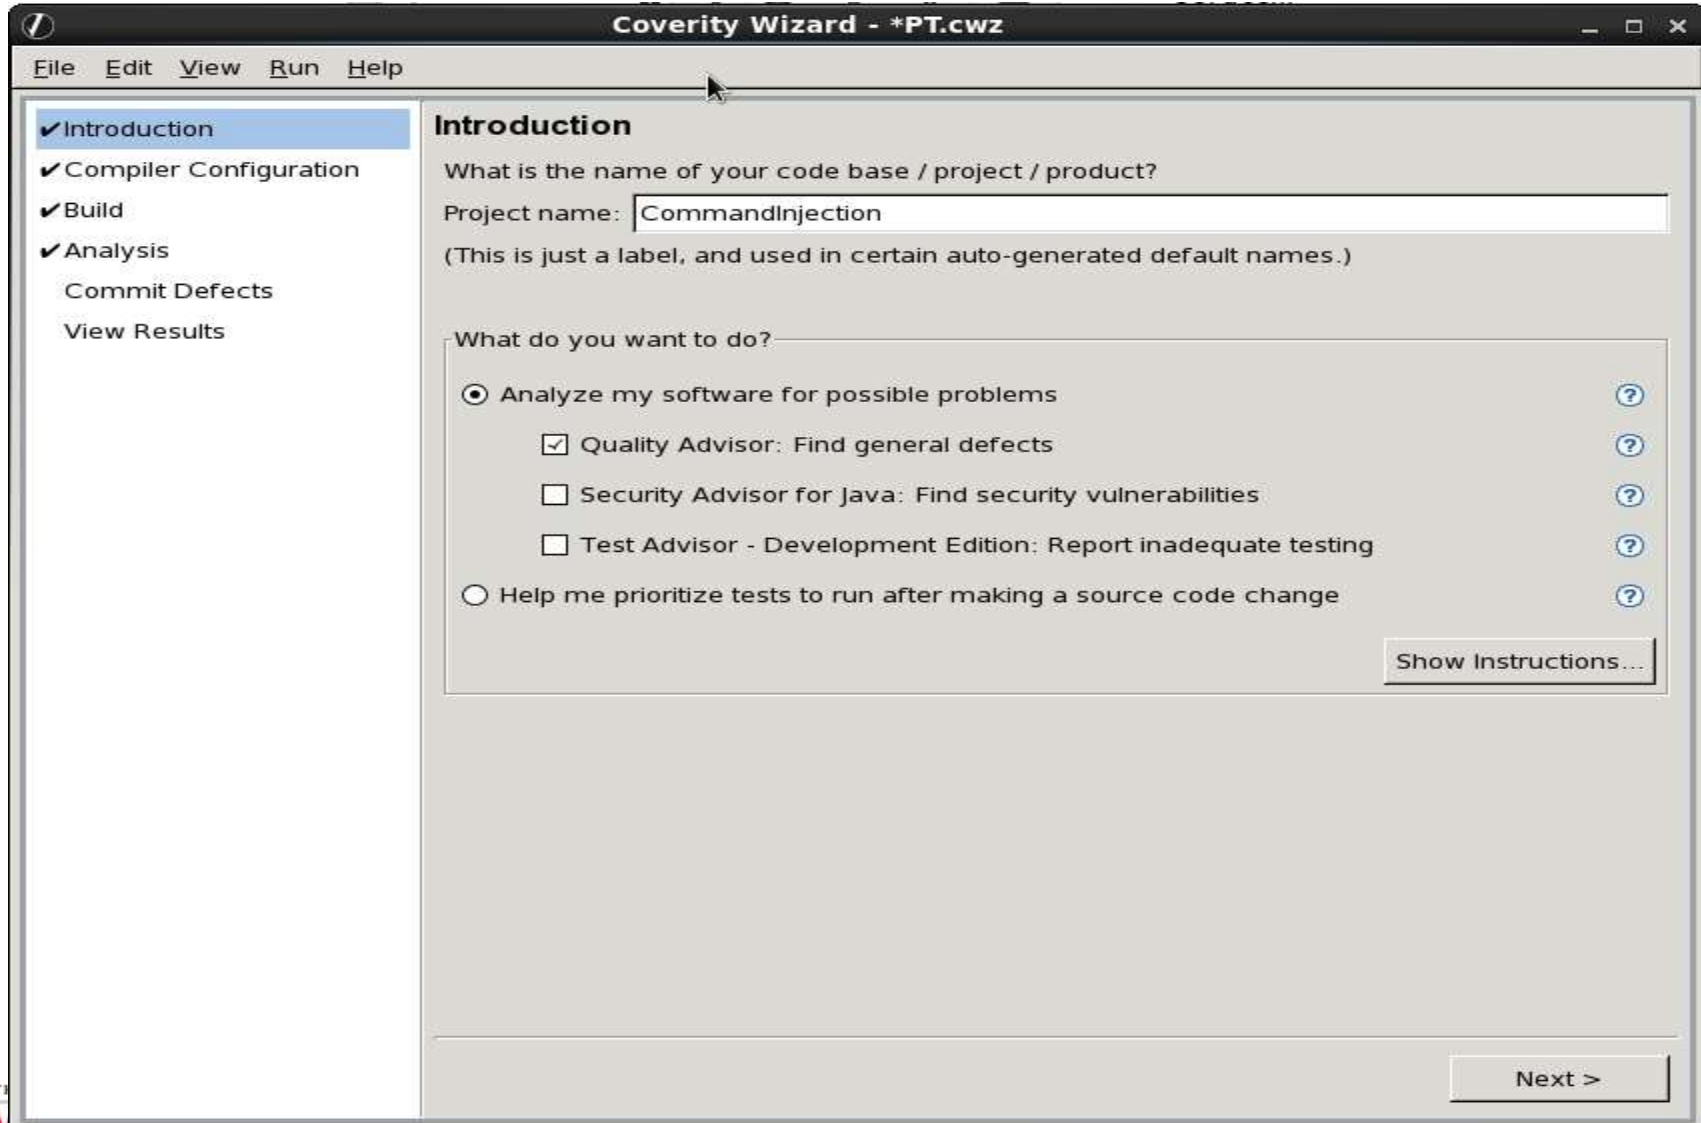 Coverity Wizard - *PT.cwz
File Edit View Run Help
✔Introduction
✔Compiler Configuration
✔Build
✔Analysis
Commit Defects
View Results
Introduction
What is the name of your code base / project / product?
Project name: CommandInjection
(This is just a label, and used in certain auto-generated default names.)
What do you want to do?
Analyze my software for possible problems
Quality Advisor: Find general defects
Security Advisor for Java: Find security vulnerabilities
Test Advisor - Development Edition: Report inadequate testing
Help me prioritize tests to run after making a source code change
Show Instructions...
Next >